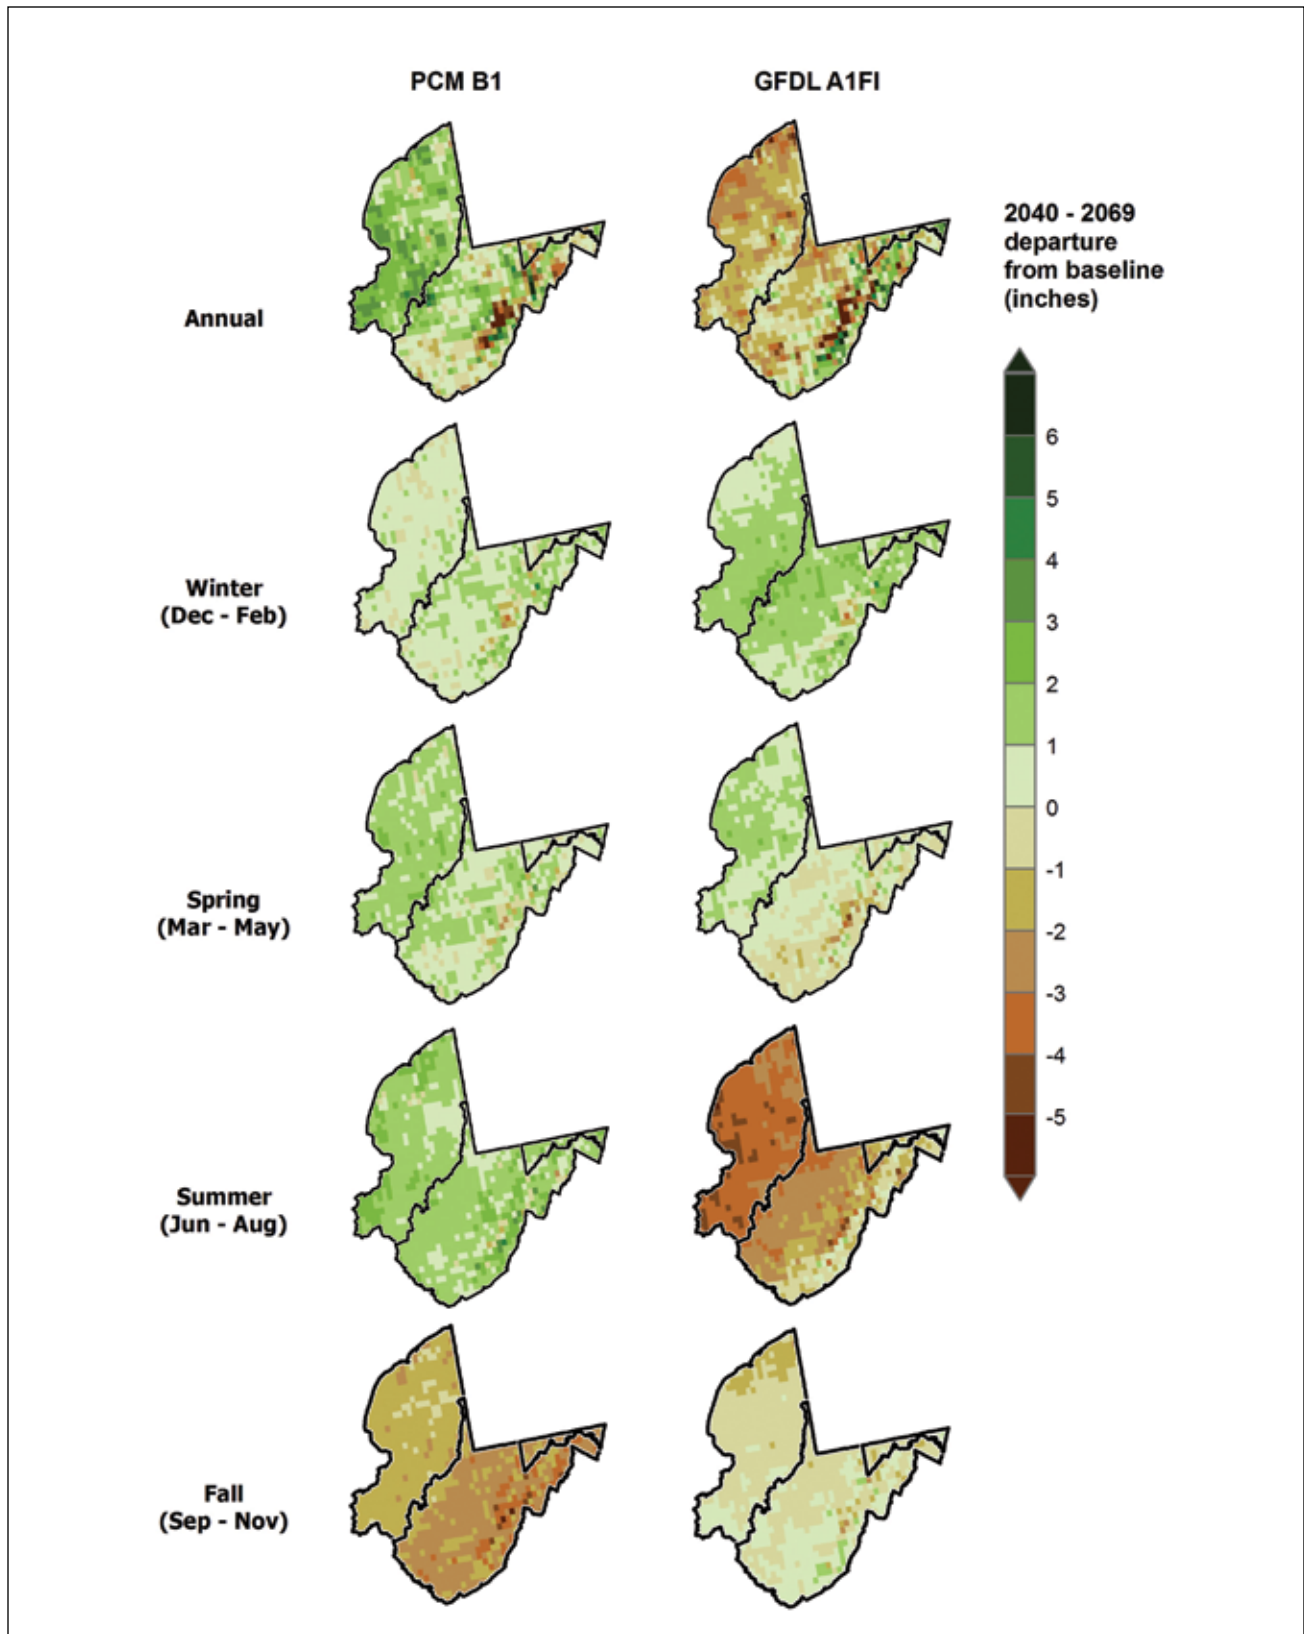 PCM B1
GFDL A1FI
2040 - 2069
departure
from baseline
(inches)
Annual
Winter
(Dec - Feb)
Spring
(Mar - May)
Summer
(Jun - Aug)
Fall
(Sep - Nov)
6
5
4
3
2
1
0
-1
-2
-3
-4
-5